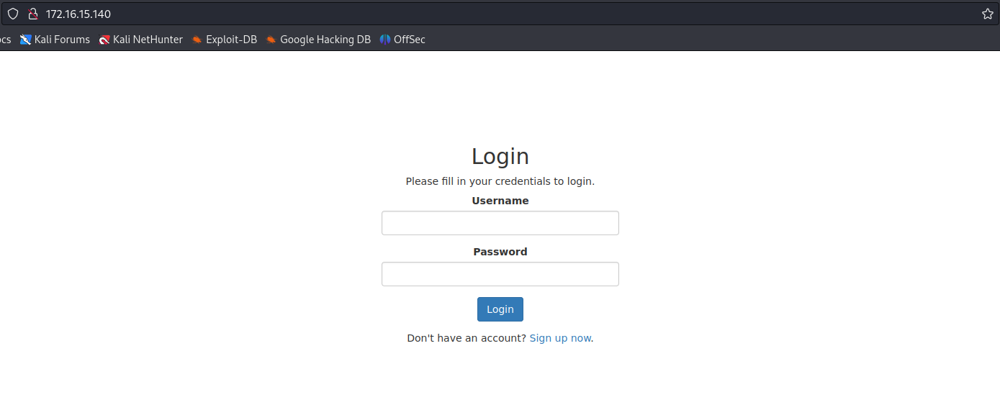 172.16.15.140
ocs Kali Forums Kali NetHunter Exploit-DB Google Hacking DB OffSec
Login
Please fill in your credentials to login.
Username
Password
Login
Don't have an account? Sign up now.